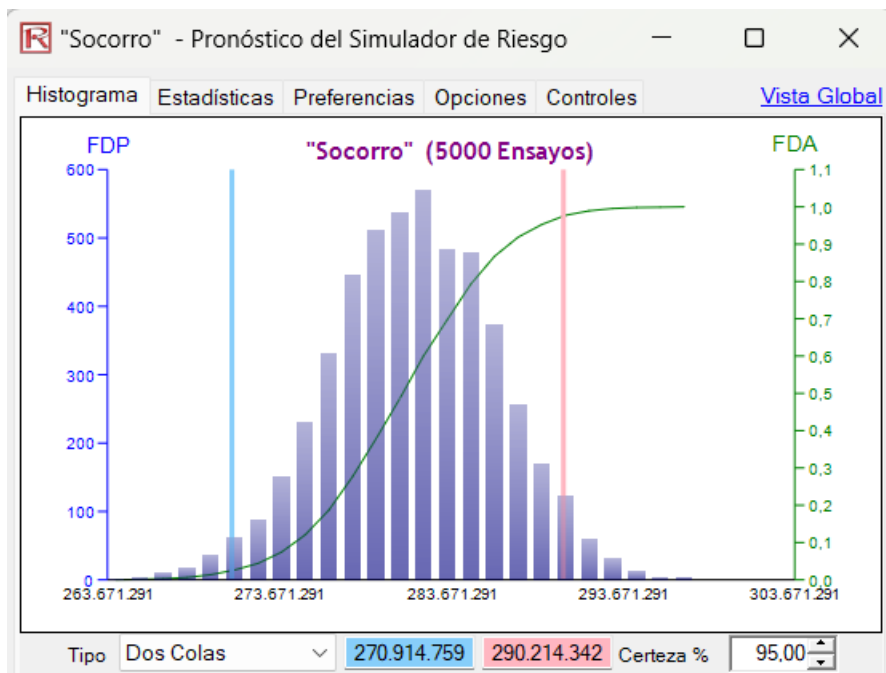 "Socorro" - Pronóstico del Simulador de Riesgo
Histograma Estadísticas Preferencias Opciones Controles Vista Global
FDP "Socorro" (5000 Ensayos) FDA
600 1,1
1,0
500 0,9
0,8
400 0,7
0,6
300 0,5
0,4
200 0,3
0,2
100 0,1
0 0,0
263.671.291 273.671.291 283.671.291 293.671.291 303.671.291
Tipo Dos Colas 270.914.759 290.214.342 Certeza % 95,00